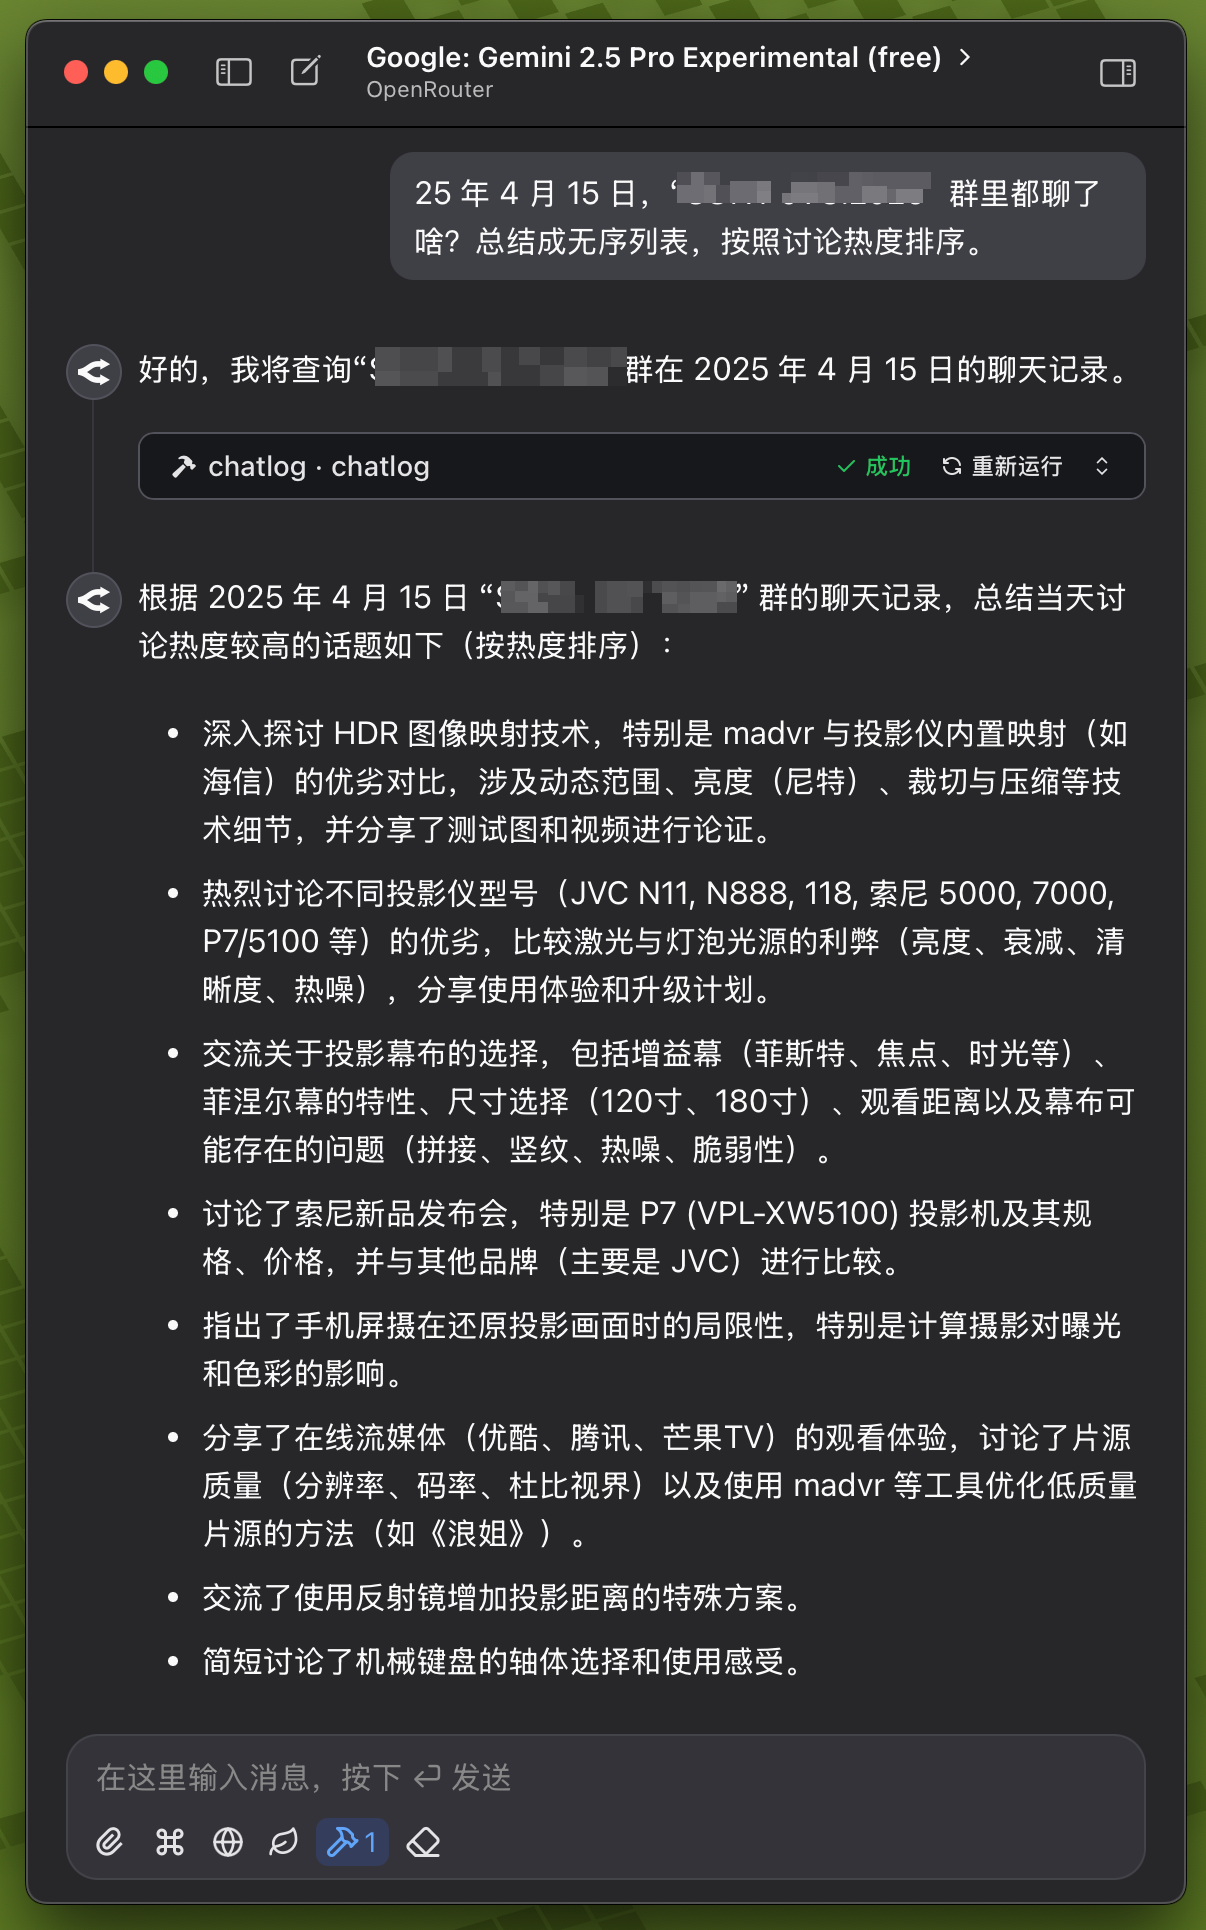 Google: Gemini 2.5 Pro Experimental (free)
OpenRouter
25 年 4 月 15 日，‘ 群里都聊了
啥？总结成无序列表，按照讨论热度排序。
好的，我将查询“ 群在 2025 年 4 月 15 日的聊天记录。
chatlog · chatlog
成功
重新运行
根据 2025 年 4 月 15 日 “ ” 群的聊天记录，总结当天讨
论热度较高的话题如下（按热度排序）：
• 深入探讨 HDR 图像映射技术，特别是 madvr 与投影仪内置映射（如
海信）的优劣对比，涉及动态范围、亮度（尼特）、裁切与压缩等技
术细节，并分享了测试图和视频进行论证。
• 热烈讨论不同投影仪型号（JVC N11, N888, 118, 索尼 5000, 7000,
P7/5100 等）的优劣，比较激光与灯泡光源的利弊（亮度、衰减、清
晰度、热噪），分享使用体验和升级计划。
• 交流关于投影幕布的选择，包括增益幕（菲斯特、焦点、时光等）、
菲涅尔幕的特性、尺寸选择（120寸、180寸）、观看距离以及幕布可
能存在的问题（拼接、竖纹、热噪、脆弱性）。
• 讨论了索尼新品发布会，特别是 P7 (VPL-XW5100) 投影机及其规
格、价格，并与其他品牌（主要是 JVC）进行比较。
• 指出了手机屏摄在还原投影画面时的局限性，特别是计算摄影对曝光
和色彩的影响。
• 分享了在线流媒体（优酷、腾讯、芒果TV）的观看体验，讨论了片源
质量（分辨率、码率、杜比视界）以及使用 madvr 等工具优化低质量
片源的方法（如《浪姐》）。
• 交流了使用反射镜增加投影距离的特殊方案。
• 简短讨论了机械键盘的轴体选择和使用感受。
在这里输入消息，按下 ⏎ 发送
1